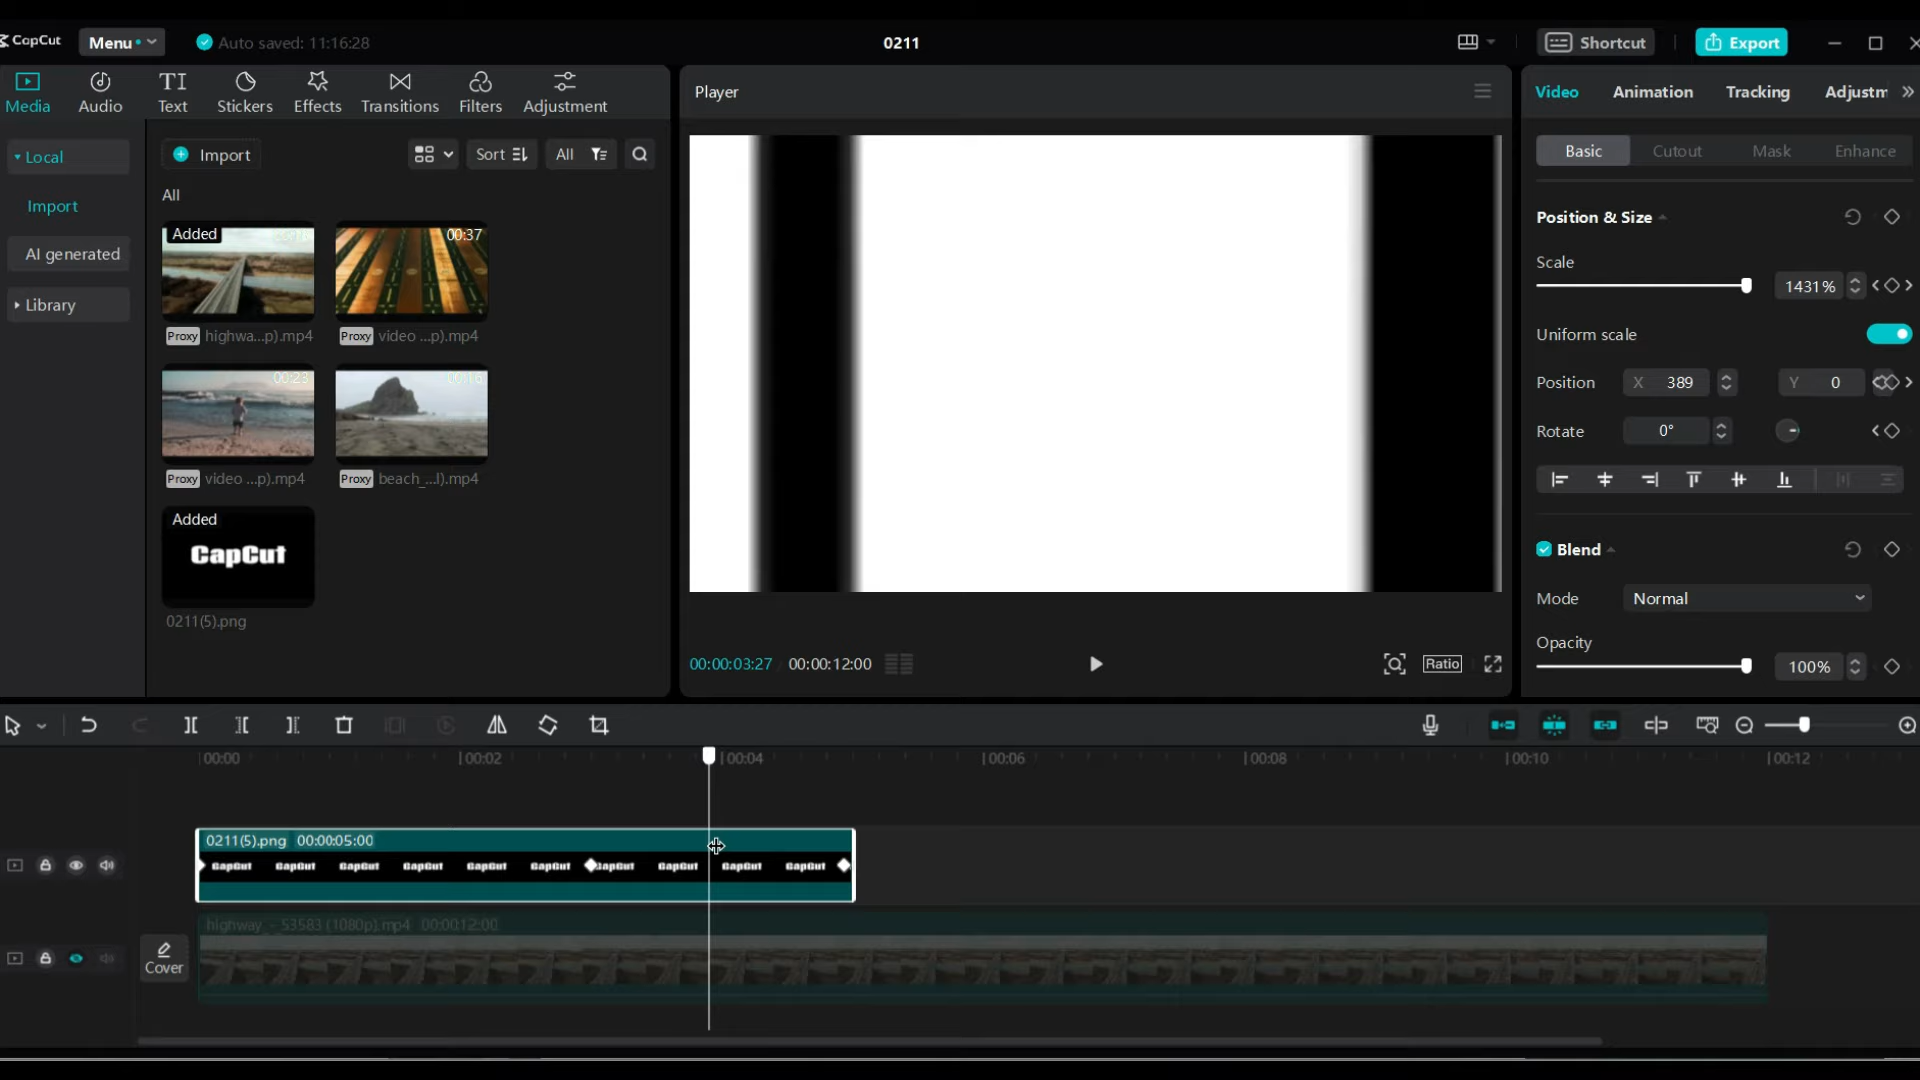 CapCut
Menu
Auto saved: 11:16:28
0211
Shortcut
Export
Media
Audio
TI
Text
Stickers
Effects
Transitions
Filters
Adjustment
Local
Import
AI generated
Library
Import
Sort
All
All
Added
Proxy highwa...p).mp4
00:37
Proxy video ...p).mp4
00:23
Proxy video ...p).mp4
00:16
Proxy beach_...l).mp4
Added
CapCut
0211(5).png
Player
00:00:03:27
00:00:12:00
Ratio
Video
Animation
Tracking
Adjustm
Basic
Cutout
Mask
Enhance
Position & Size
Scale
1431%
Uniform scale
Position
X 389
Y 0
Rotate
0°
Blend
Mode
Normal
Opacity
100%
00:00
00:02
00:04
00:06
00:08
00:10
00:12
0211(5).png 00:00:05:00
CapCut CapCut CapCut CapCut CapCut CapCut CapCut CapCut CapCut CapCut
Cover
highway_-_53583 (1080p).mp4 00:00:12:00